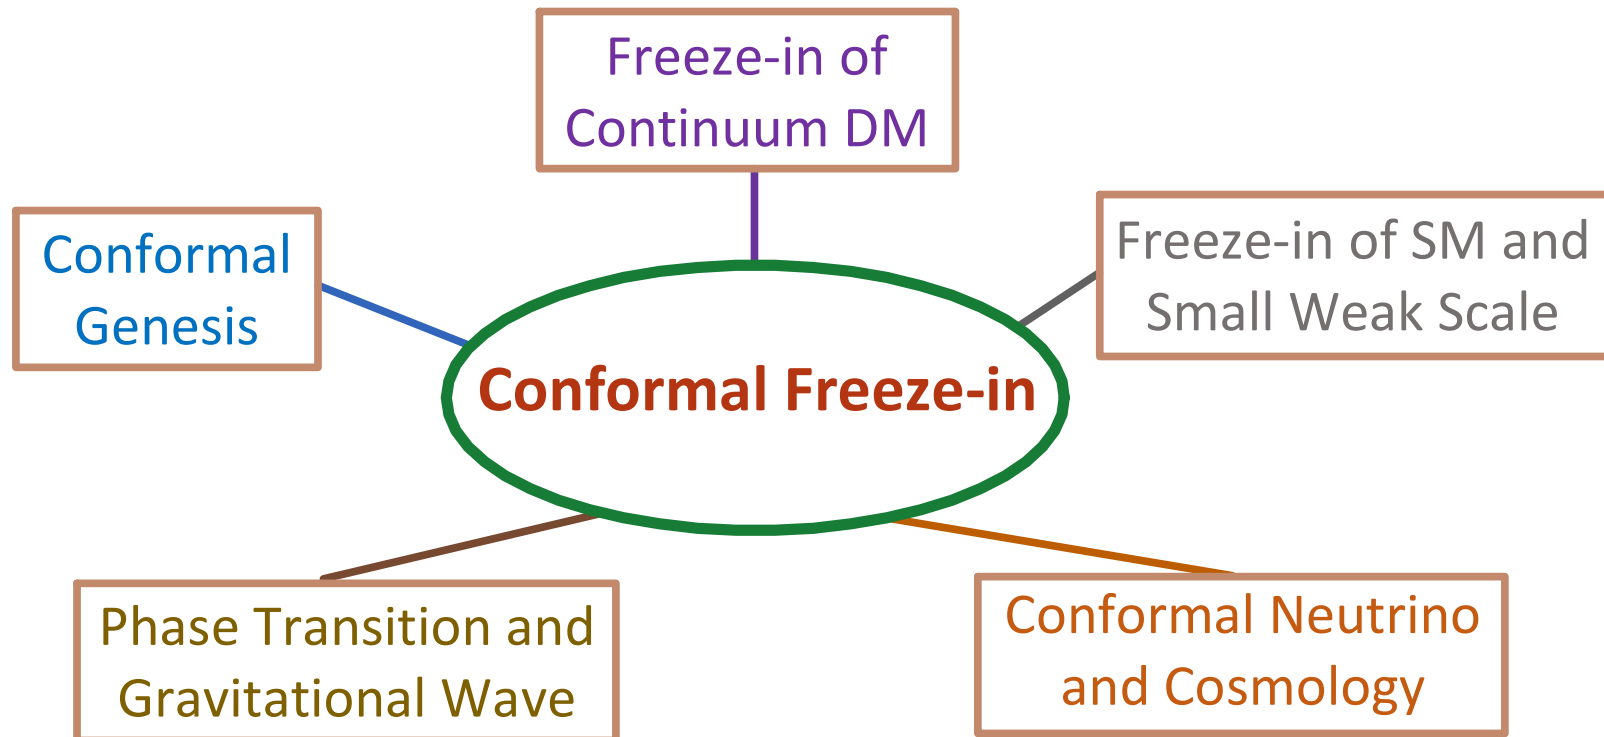 Freeze-in of
Continuum DM
Conformal
Genesis
Freeze-in of SM and
Small Weak Scale
Conformal Freeze-in
Phase Transition and
Gravitational Wave
Conformal Neutrino
and Cosmology